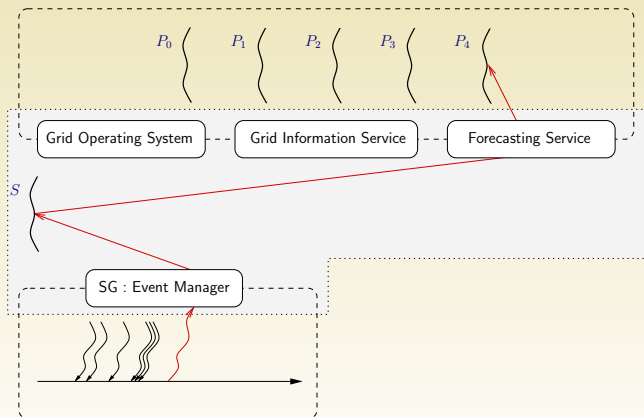 P0 P1 P2 P3 P4
Grid Operating System Grid Information Service Forecasting Service
S
SG : Event Manager